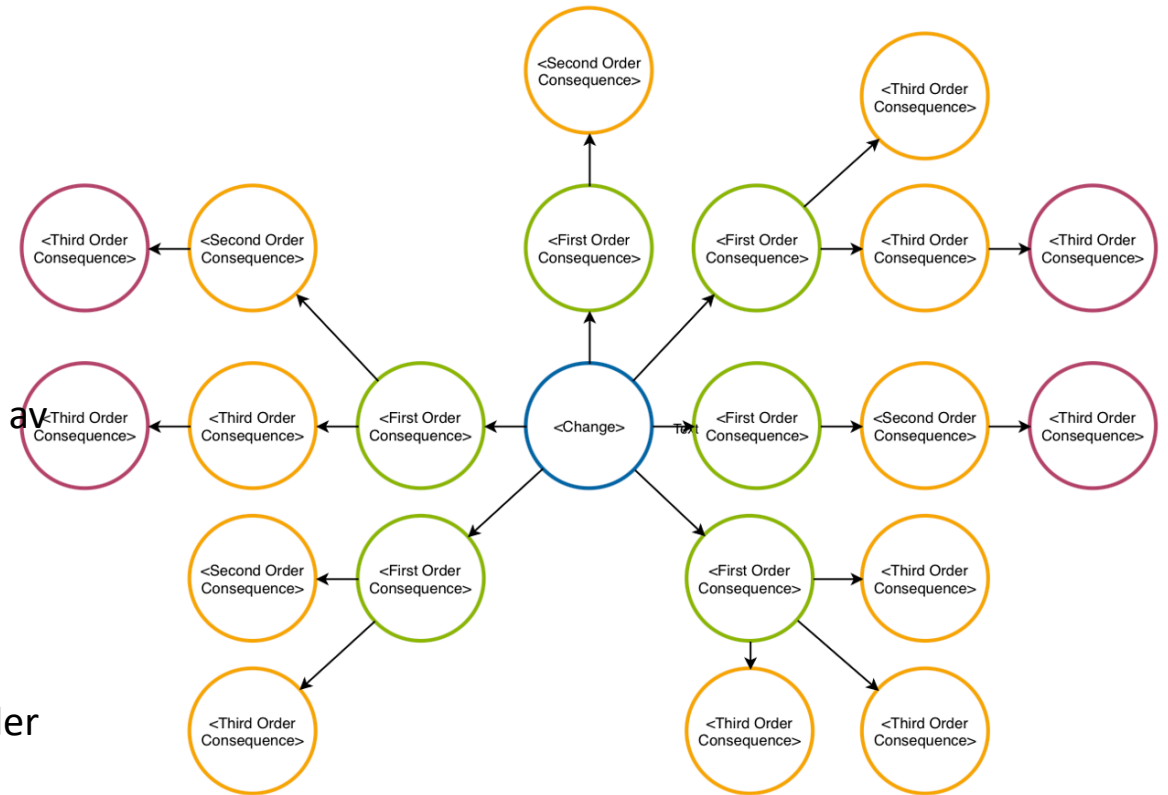 <Second Order
Consequence>
<Third Order
Consequence>
<Third Order
Consequence>
<Second Order
Consequence>
<First Order
Consequence>
<First Order
Consequence>
<Third Order
Consequence>
<Third Order
Consequence>
av
<Third Order
Consequence>
<Third Order
Consequence>
<First Order
Consequence>
<Change>
Text
<First Order
Consequence>
<Second Order
Consequence>
<Third Order
Consequence>
<Second Order
Consequence>
<First Order
Consequence>
<First Order
Consequence>
<Third Order
Consequence>
ler
<Third Order
Consequence>
<Third Order
Consequence>
<Third Order
Consequence>